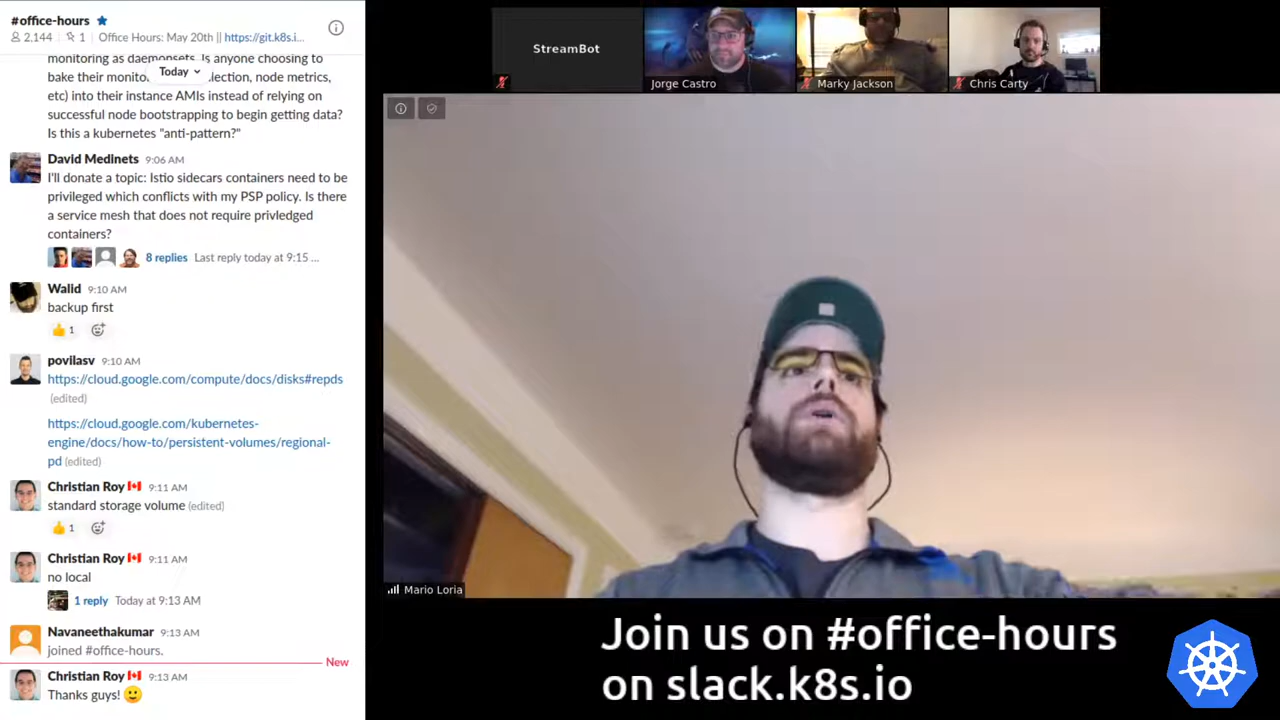 #office-hours
2,144 1 Office Hours: May 20th || https://git.k8s.i...
monitoring as daemonsets. Is anyone choosing to
Today
bake their monito lection, node metrics,
etc) into their instance AMIs instead of relying on
successful node bootstrapping to begin getting data?
Is this a kubernetes "anti-pattern?"
David Medinets 9:06 AM
I'll donate a topic: Istio sidecars containers need to be
privileged which conflicts with my PSP policy. Is there
a service mesh that does not require privledged
containers?
8 replies Last reply today at 9:15 ...
Walid 9:10 AM
backup first
1
povilasv 9:10 AM
https://cloud.google.com/compute/docs/disks#repds
(edited)
https://cloud.google.com/kubernetes-
engine/docs/how-to/persistent-volumes/regional-
pd (edited)
Christian Roy 9:11 AM
standard storage volume (edited)
1
Christian Roy 9:11 AM
no local
1 reply Today at 9:13 AM
Navaneethakumar 9:13 AM
joined #office-hours.
New
Christian Roy 9:13 AM
Thanks guys!
StreamBot
Jorge Castro
Marky Jackson
Chris Carty
Mario Loria
Join us on #office-hours
on slack.k8s.io